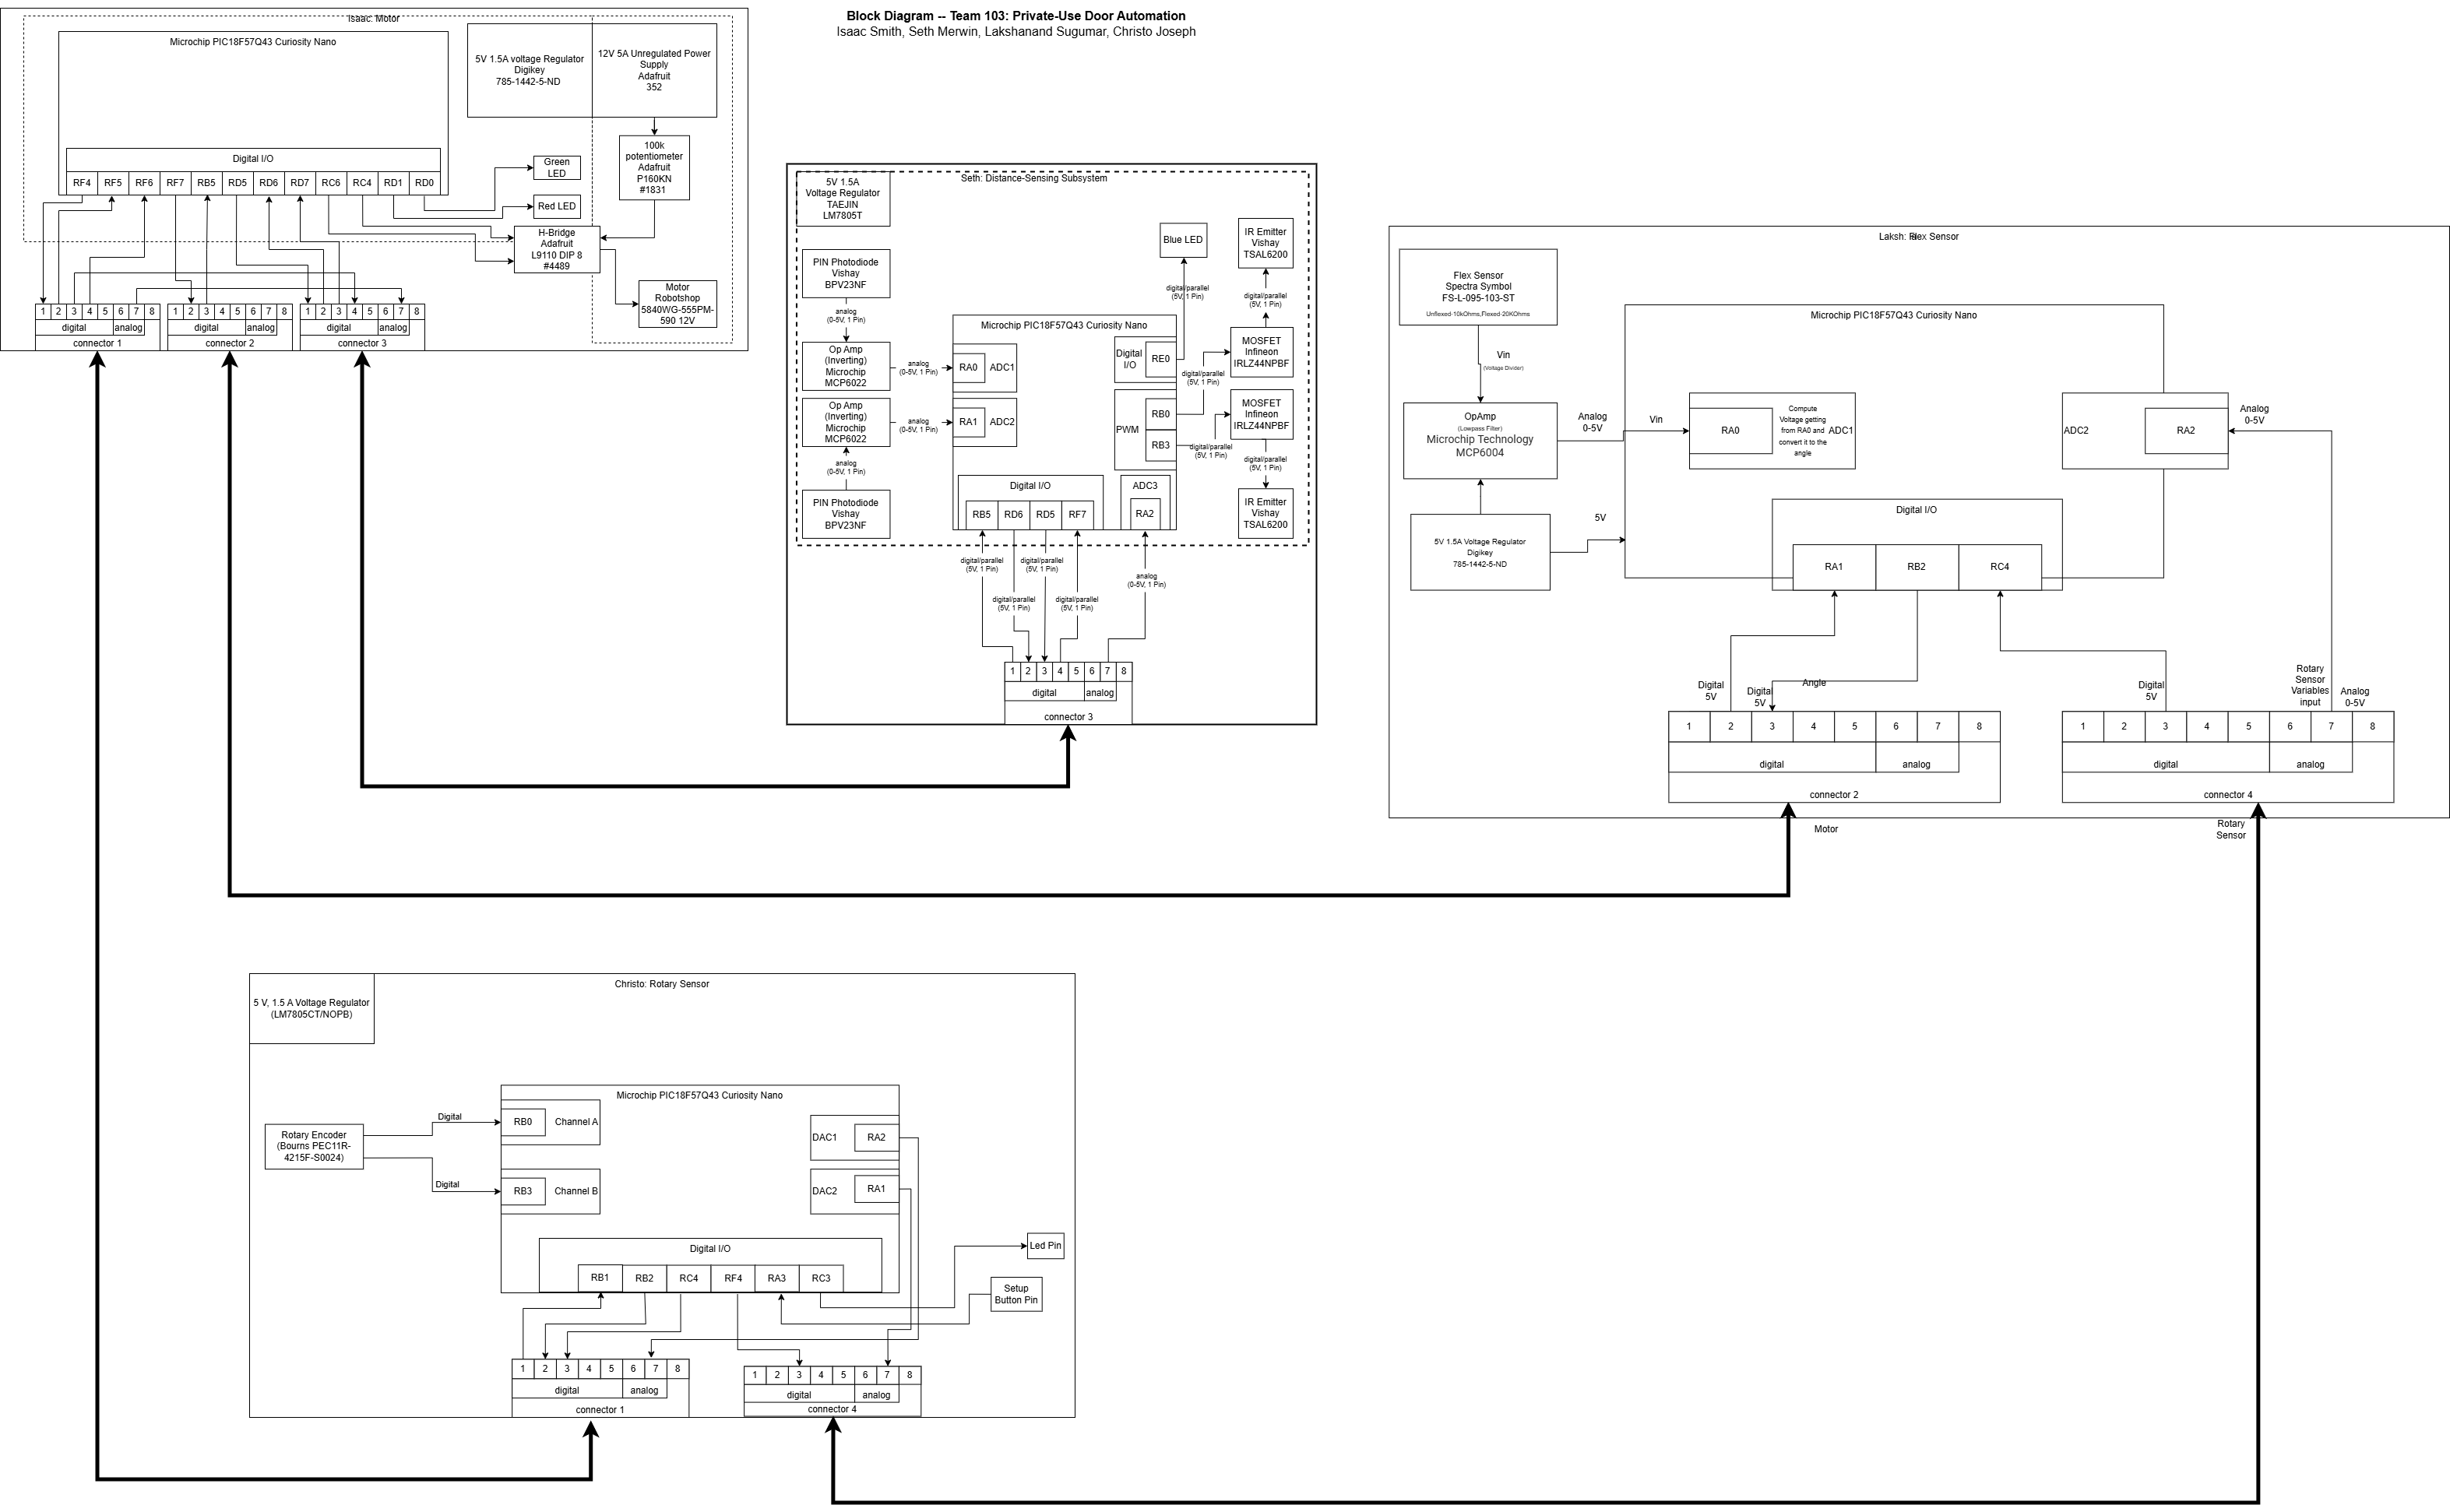 Block Diagram -- Team 103: Private-Use Door Automation
Isaac Smith, Seth Merwin, Lakshanand Sugumar, Christo Joseph
Isaac: Motor
Microchip PIC18F57Q43 Curiosity Nano
5V 1.5A voltage Regulator
Digikey
785-1442-5-ND
12V 5A Unregulated Power
Supply
Adafruit
352
100k
potentiometer
Adafruit
P160KN
#1831
Digital I/O
RF4 RF5 RF6 RF7 RB5 RD5 RD6 RD7 RC6 RC4 RD1 RD0
Green
LED
Red LED
H-Bridge
Adafruit
L9110 DIP 8
#4489
Motor
Robotshop
5840WG-555PM-
590 12V
1 2 3 4 5 6 7 8
digital analog
connector 1
1 2 3 4 5 6 7 8
digital analog
connector 2
1 2 3 4 5 6 7 8
digital analog
connector 3
Seth: Distance-Sensing Subsystem
5V 1.5A
Voltage Regulator
TAEJIN
LM7805T
PIN Photodiode
Vishay
BPV23NF
analog
(0-5V, 1 Pin)
Op Amp
(Inverting)
Microchip
MCP6022
analog
(0-5V, 1 Pin)
Op Amp
(Inverting)
Microchip
MCP6022
analog
(0-5V, 1 Pin)
analog
(0-5V, 1 Pin)
PIN Photodiode
Vishay
BPV23NF
Microchip PIC18F57Q43 Curiosity Nano
RA0 ADC1
RA1 ADC2
Digital
I/O
RE0
PWM
RB0
RB3
Digital I/O
RB5 RD6 RD5 RF7
ADC3
RA2
Blue LED
digital/parallel
(5V, 1 Pin)
IR Emitter
Vishay
TSAL6200
digital/parallel
(5V, 1 Pin)
MOSFET
Infineon
IRLZ44NPBF
digital/parallel
(5V, 1 Pin)
MOSFET
Infineon
IRLZ44NPBF
digital/parallel
(5V, 1 Pin)
digital/parallel
(5V, 1 Pin)
IR Emitter
Vishay
TSAL6200
digital/parallel
(5V, 1 Pin)
digital/parallel
(5V, 1 Pin)
digital/parallel
(5V, 1 Pin)
digital/parallel
(5V, 1 Pin)
analog
(0-5V, 1 Pin)
1 2 3 4 5 6 7 8
digital analog
connector 3
Laksh: Flex Sensor
Flex Sensor
Spectra Symbol
FS-L-095-103-ST
Unflexed-10kOhms,Flexed-20KOhms
Vin
(Voltage Divider)
OpAmp
(Lowpass Filter)
Microchip Technology
MCP6004
Analog
0-5V
Vin
5V 1.5A Voltage Regulator
Digikey
785-1442-5-ND
5V
Microchip PIC18F57Q43 Curiosity Nano
RA0
Compute
Voltage getting
from RA0 and
convert it to the
angle
ADC1
ADC2
RA2
Analog
0-5V
Digital I/O
RA1 RB2 RC4
Digital
5V
Digital
5V
Angle
Digital
5V
Rotary
Sensor
Variables
input
Analog
0-5V
1 2 3 4 5 6 7 8
digital analog
connector 2
1 2 3 4 5 6 7 8
digital analog
connector 4
Motor
Rotary
Sensor
Christo: Rotary Sensor
5 V, 1.5 A Voltage Regulator
(LM7805CT/NOPB)
Rotary Encoder
(Bourns PEC11R-
4215F-S0024)
Digital
Digital
Microchip PIC18F57Q43 Curiosity Nano
RB0 Channel A
RB3 Channel B
DAC1 RA2
DAC2 RA1
Digital I/O
RB1 RB2 RC4 RF4 RA3 RC3
Led Pin
Setup
Button Pin
1 2 3 4 5 6 7 8
digital analog
connector 1
1 2 3 4 5 6 7 8
digital analog
connector 4